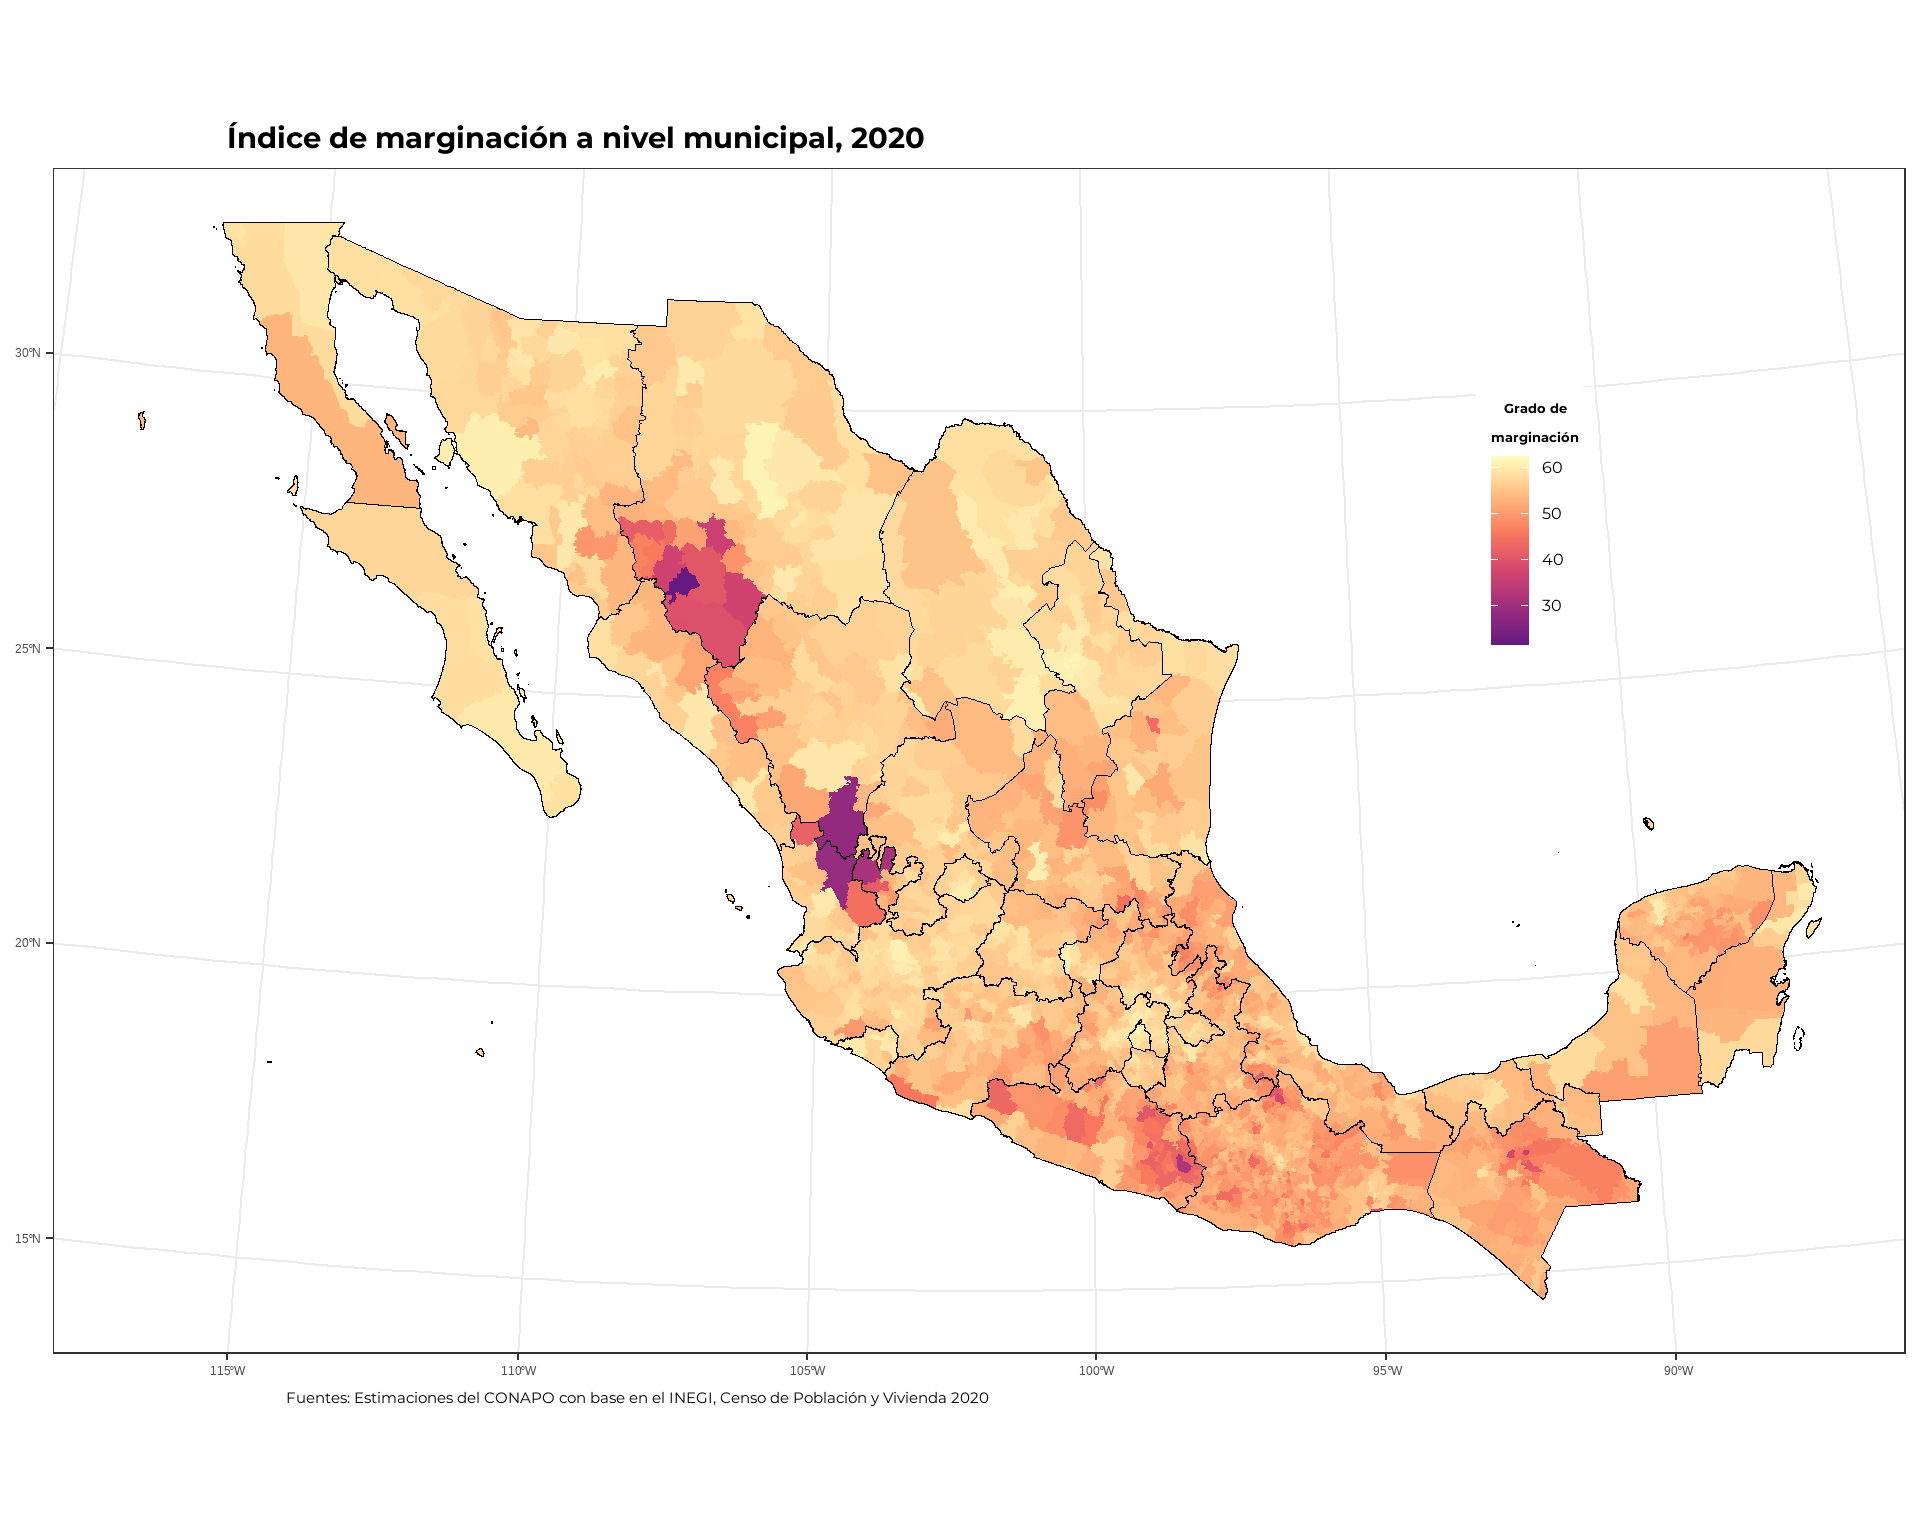 Índice de marginación a nivel municipal, 2020
30°N
25°N
20°N
15°N
Grado de
marginación
60
50
40
30
115°W 110°W 105°W 100°W 95°W 90°W
Fuentes: Estimaciones del CONAPO con base en el INEGI, Censo de Población y Vivienda 2020